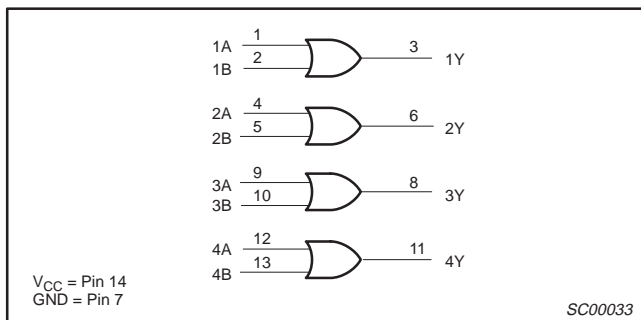 1A 1 3 1Y
1B 2
2A 4 6 2Y
2B 5
3A 9 8 3Y
3B 10
4A 12 11 4Y
4B 13
VCC = Pin 14
GND = Pin 7
SC00033